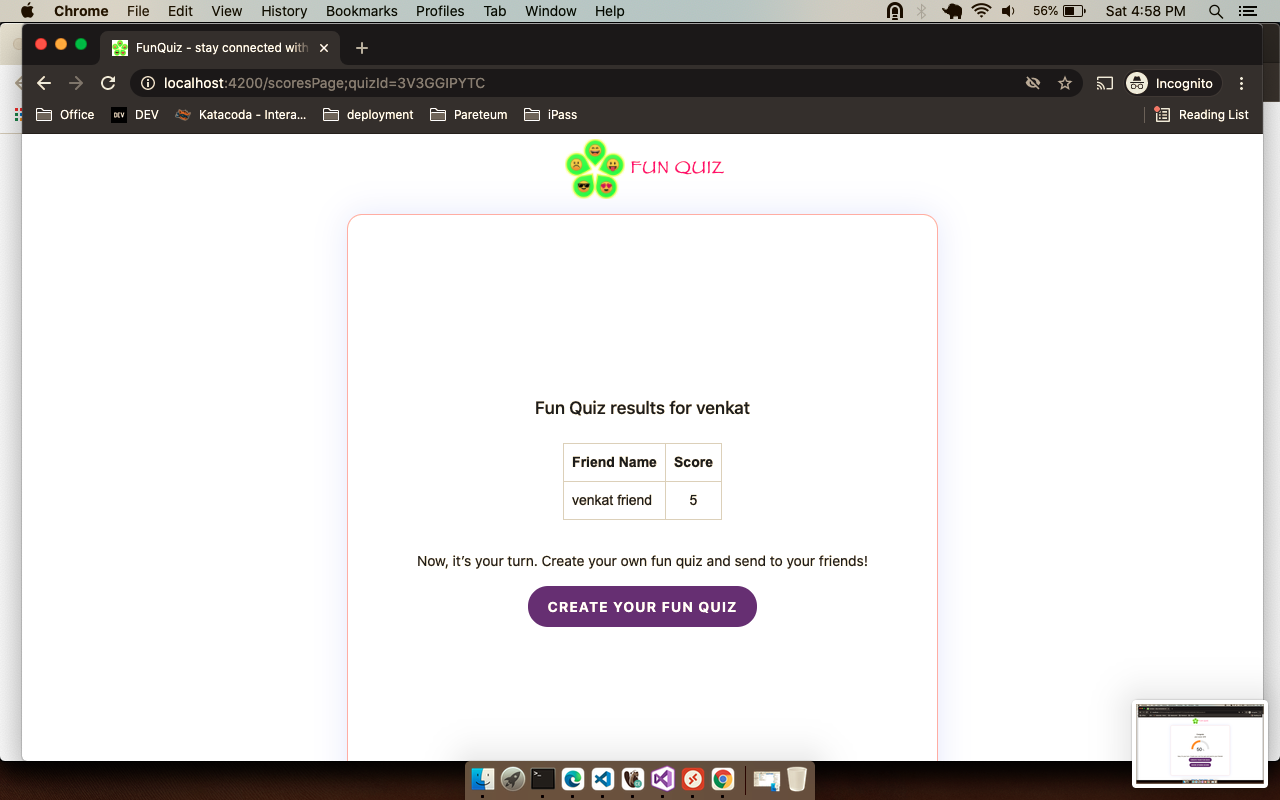 Chrome File Edit View History Bookmarks Profiles Tab Window Help 56% Sat 4:58 PM
FunQuiz - stay connected with
localhost:4200/scoresPage;quizId=3V3GGIPYTC Incognito
Office DEV DEV Katacoda - Intera... deployment Pareteum iPass Reading List
FUN QUIZ
Fun Quiz results for venkat
Friend Name Score
venkat friend 5
Now, it’s your turn. Create your own fun quiz and send to your friends!
CREATE YOUR FUN QUIZ